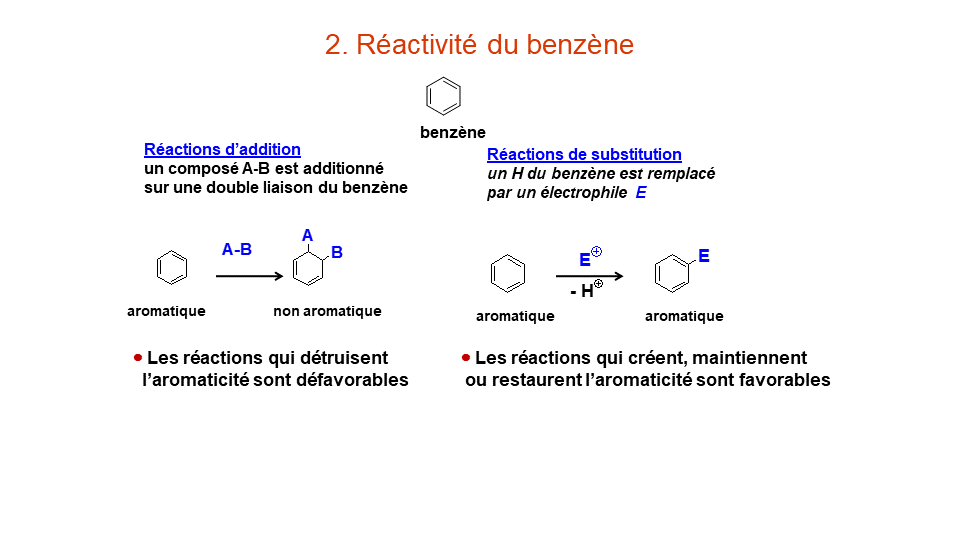 2. Réactivité du benzène
benzène
Réactions d’addition
un composé A-B est additionné
sur une double liaison du benzène
A-B
A
B
aromatique
non aromatique
• Les réactions qui détruisent
l’aromaticité sont défavorables
Réactions de substitution
un H du benzène est remplacé
par un électrophile E
E⊕
- H⊕
E
aromatique
aromatique
• Les réactions qui créent, maintiennent
ou restaurent l’aromaticité sont favorables